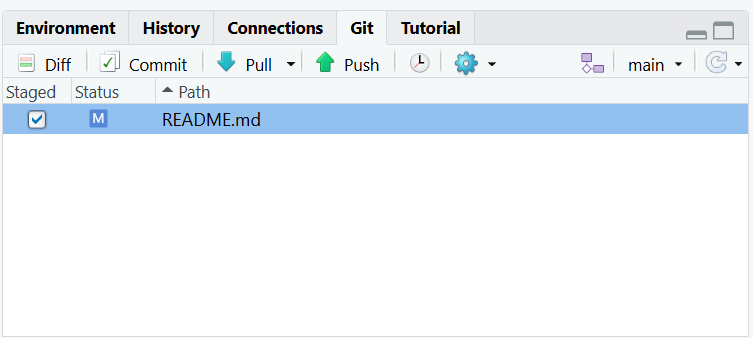 Environment History Connections Git Tutorial
Diff Commit Pull Push main
Staged Status Path
M README.md